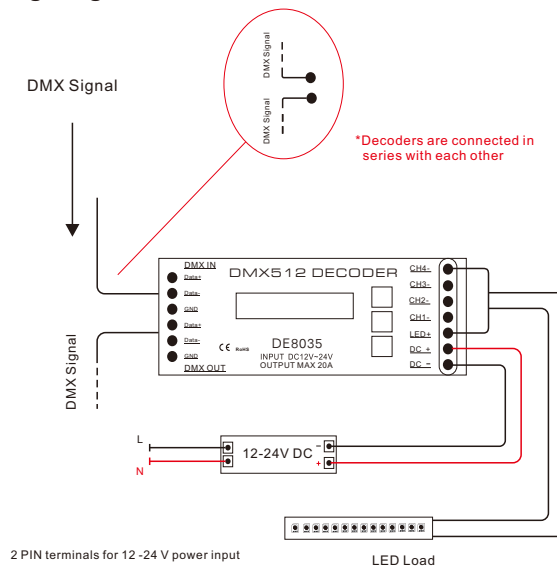 DMX Signal
DMX Signal
DMX Signal
*Decoders are connected in
series with each other
DMX IN
Data+
Data-
GND
Data+
Data-
GND
DMX OUT
DMX512 DECODER
CE RoHS
DE8035
INPUT DC12V~24V
OUTPUT MAX 20A
CH4-
CH3-
CH2-
CH1-
LED+
DC +
DC -
DMX Signal
L
N
12-24V DC
-
+
2 PIN terminals for 12 -24 V power input
LED Load